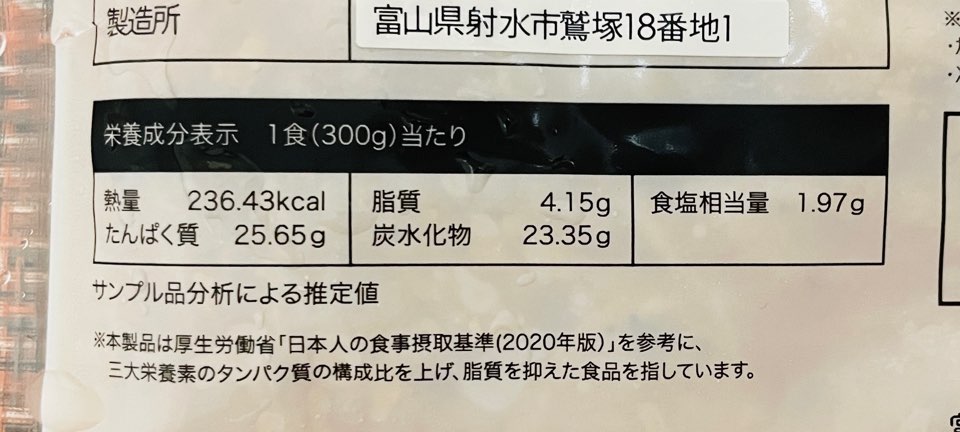 製造所 富山県射水市鷲塚18番地1
栄養成分表示 1食(300g)当たり
熱量 236.43kcal 脂質 4.15g 食塩相当量 1.97g
たんぱく質 25.65g 炭水化物 23.35g
サンプル品分析による推定値
※本製品は厚生労働省「日本人の食事摂取基準(2020年版)」を参考に、
三大栄養素のタンパク質の構成比を上げ、脂質を抑えた食品を指しています。